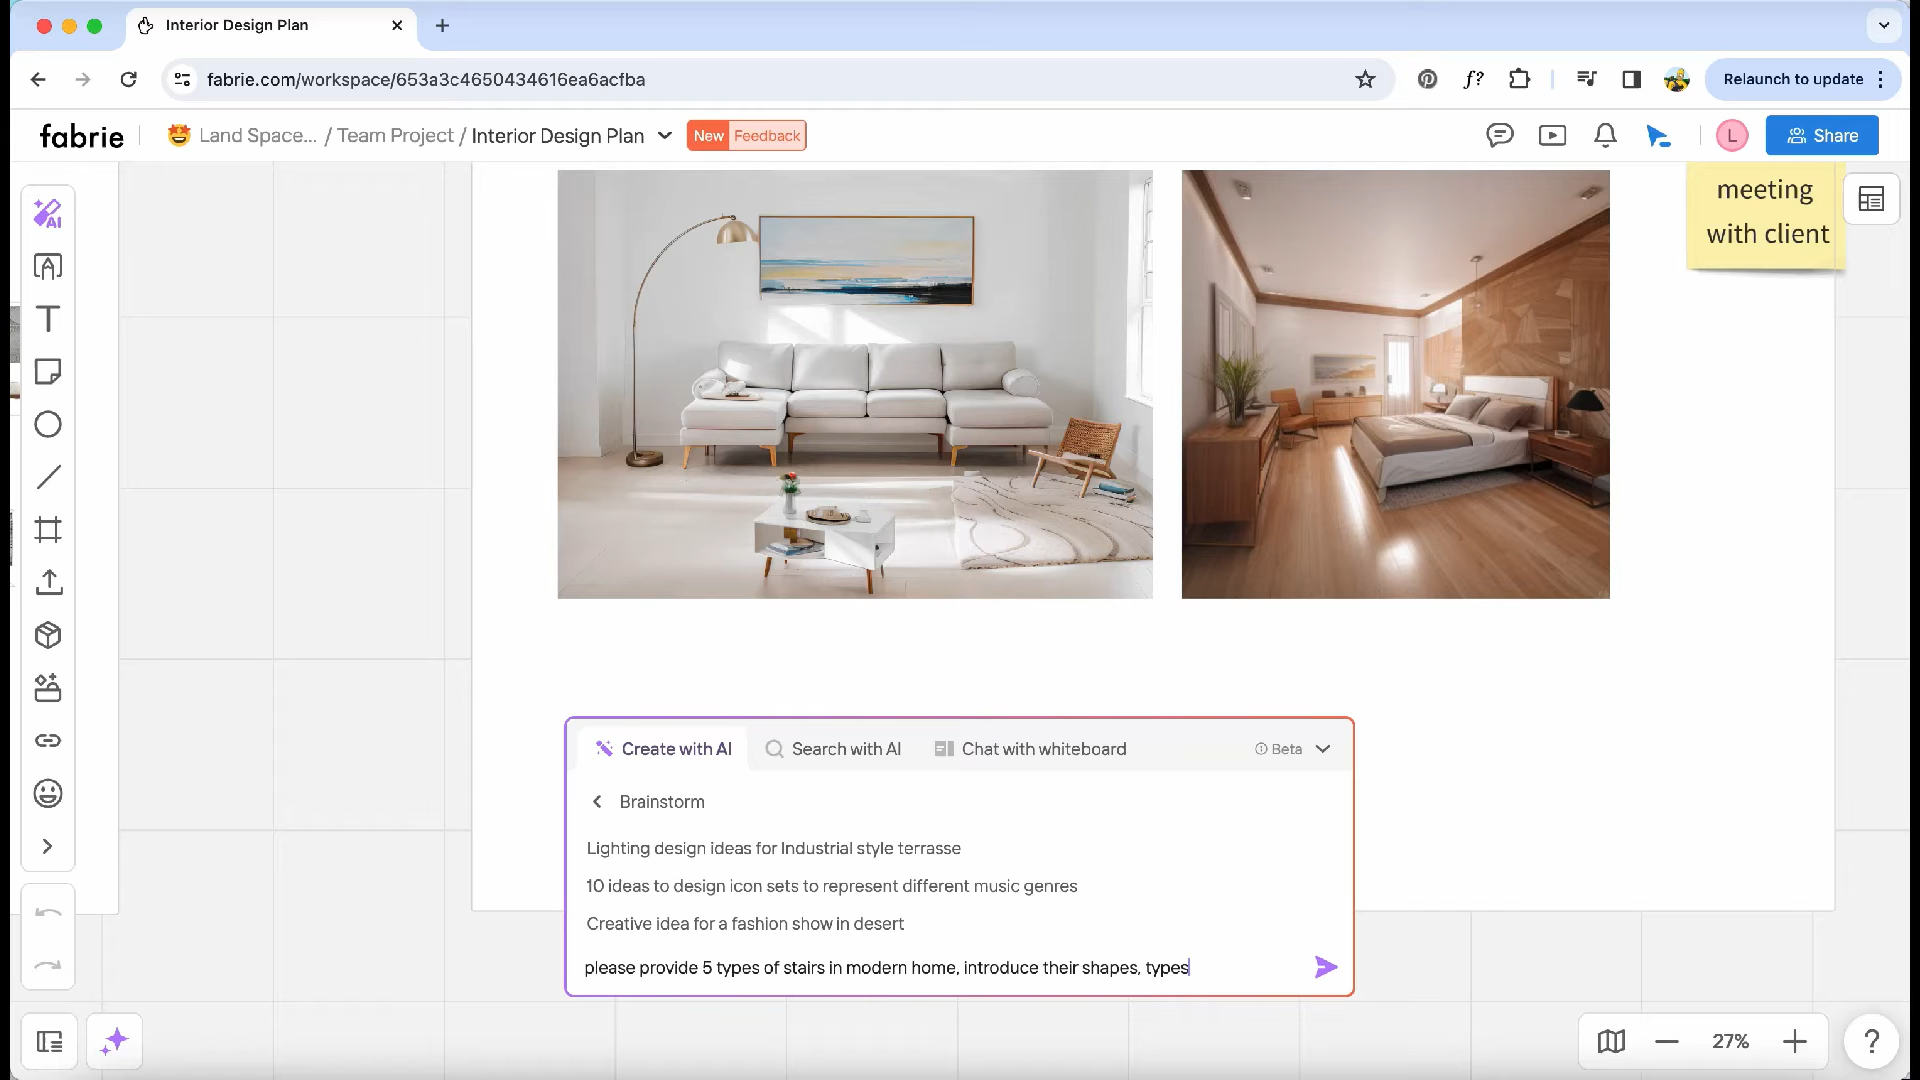 Interior Design Plan
fabrie.com/workspace/653a3c4650434616ea6acfba
f?
Relaunch to update
fabrie
Land Space... / Team Project / Interior Design Plan
New Feedback
L
Share
meeting
with client
AI
T
Create with AI
Search with AI
Chat with whiteboard
Beta
Brainstorm
Lighting design ideas for Industrial style terrasse
10 ideas to design icon sets to represent different music genres
Creative idea for a fashion show in desert
please provide 5 types of stairs in modern home, introduce their shapes, types
27%
?